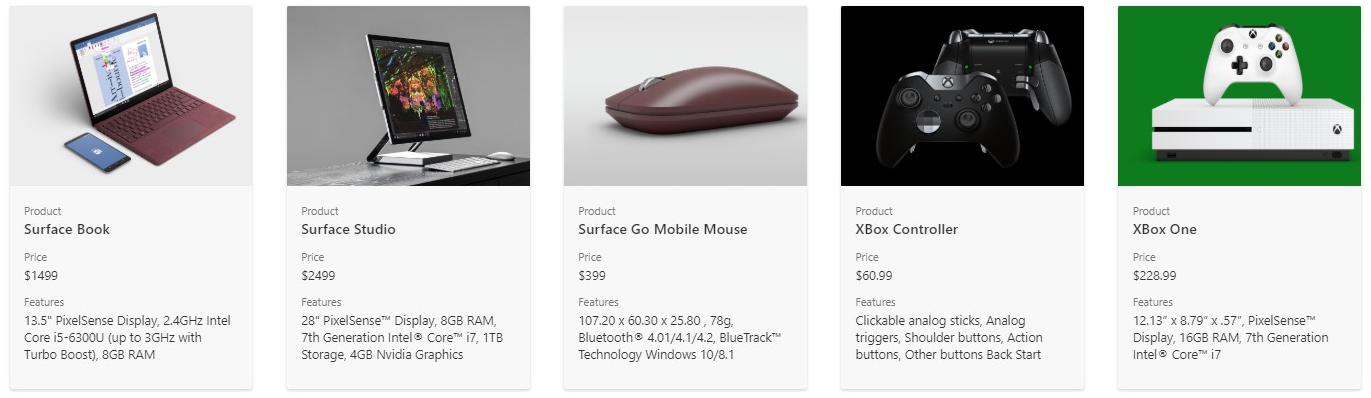 Product
Surface Book
Price
$1499
Features
13.5" PixelSense Display, 2.4GHz Intel
Core i5-6300U (up to 3GHz with
Turbo Boost), 8GB RAM
Product
Surface Studio
Price
$2499
Features
28” PixelSense™ Display, 8GB RAM,
7th Generation Intel® Core™ i7, 1TB
Storage, 4GB Nvidia Graphics
Product
Surface Go Mobile Mouse
Price
$399
Features
107.20 x 60.30 x 25.80 , 78g,
Bluetooth® 4.01/4.1/4.2, BlueTrack™
Technology Windows 10/8.1
Product
XBox Controller
Price
$60.99
Features
Clickable analog sticks, Analog
triggers, Shoulder buttons, Action
buttons, Other buttons Back Start
Product
XBox One
Price
$228.99
Features
12.13” x 8.79” x .57”, PixelSense™
Display, 16GB RAM, 7th Generation
Intel® Core™ i7